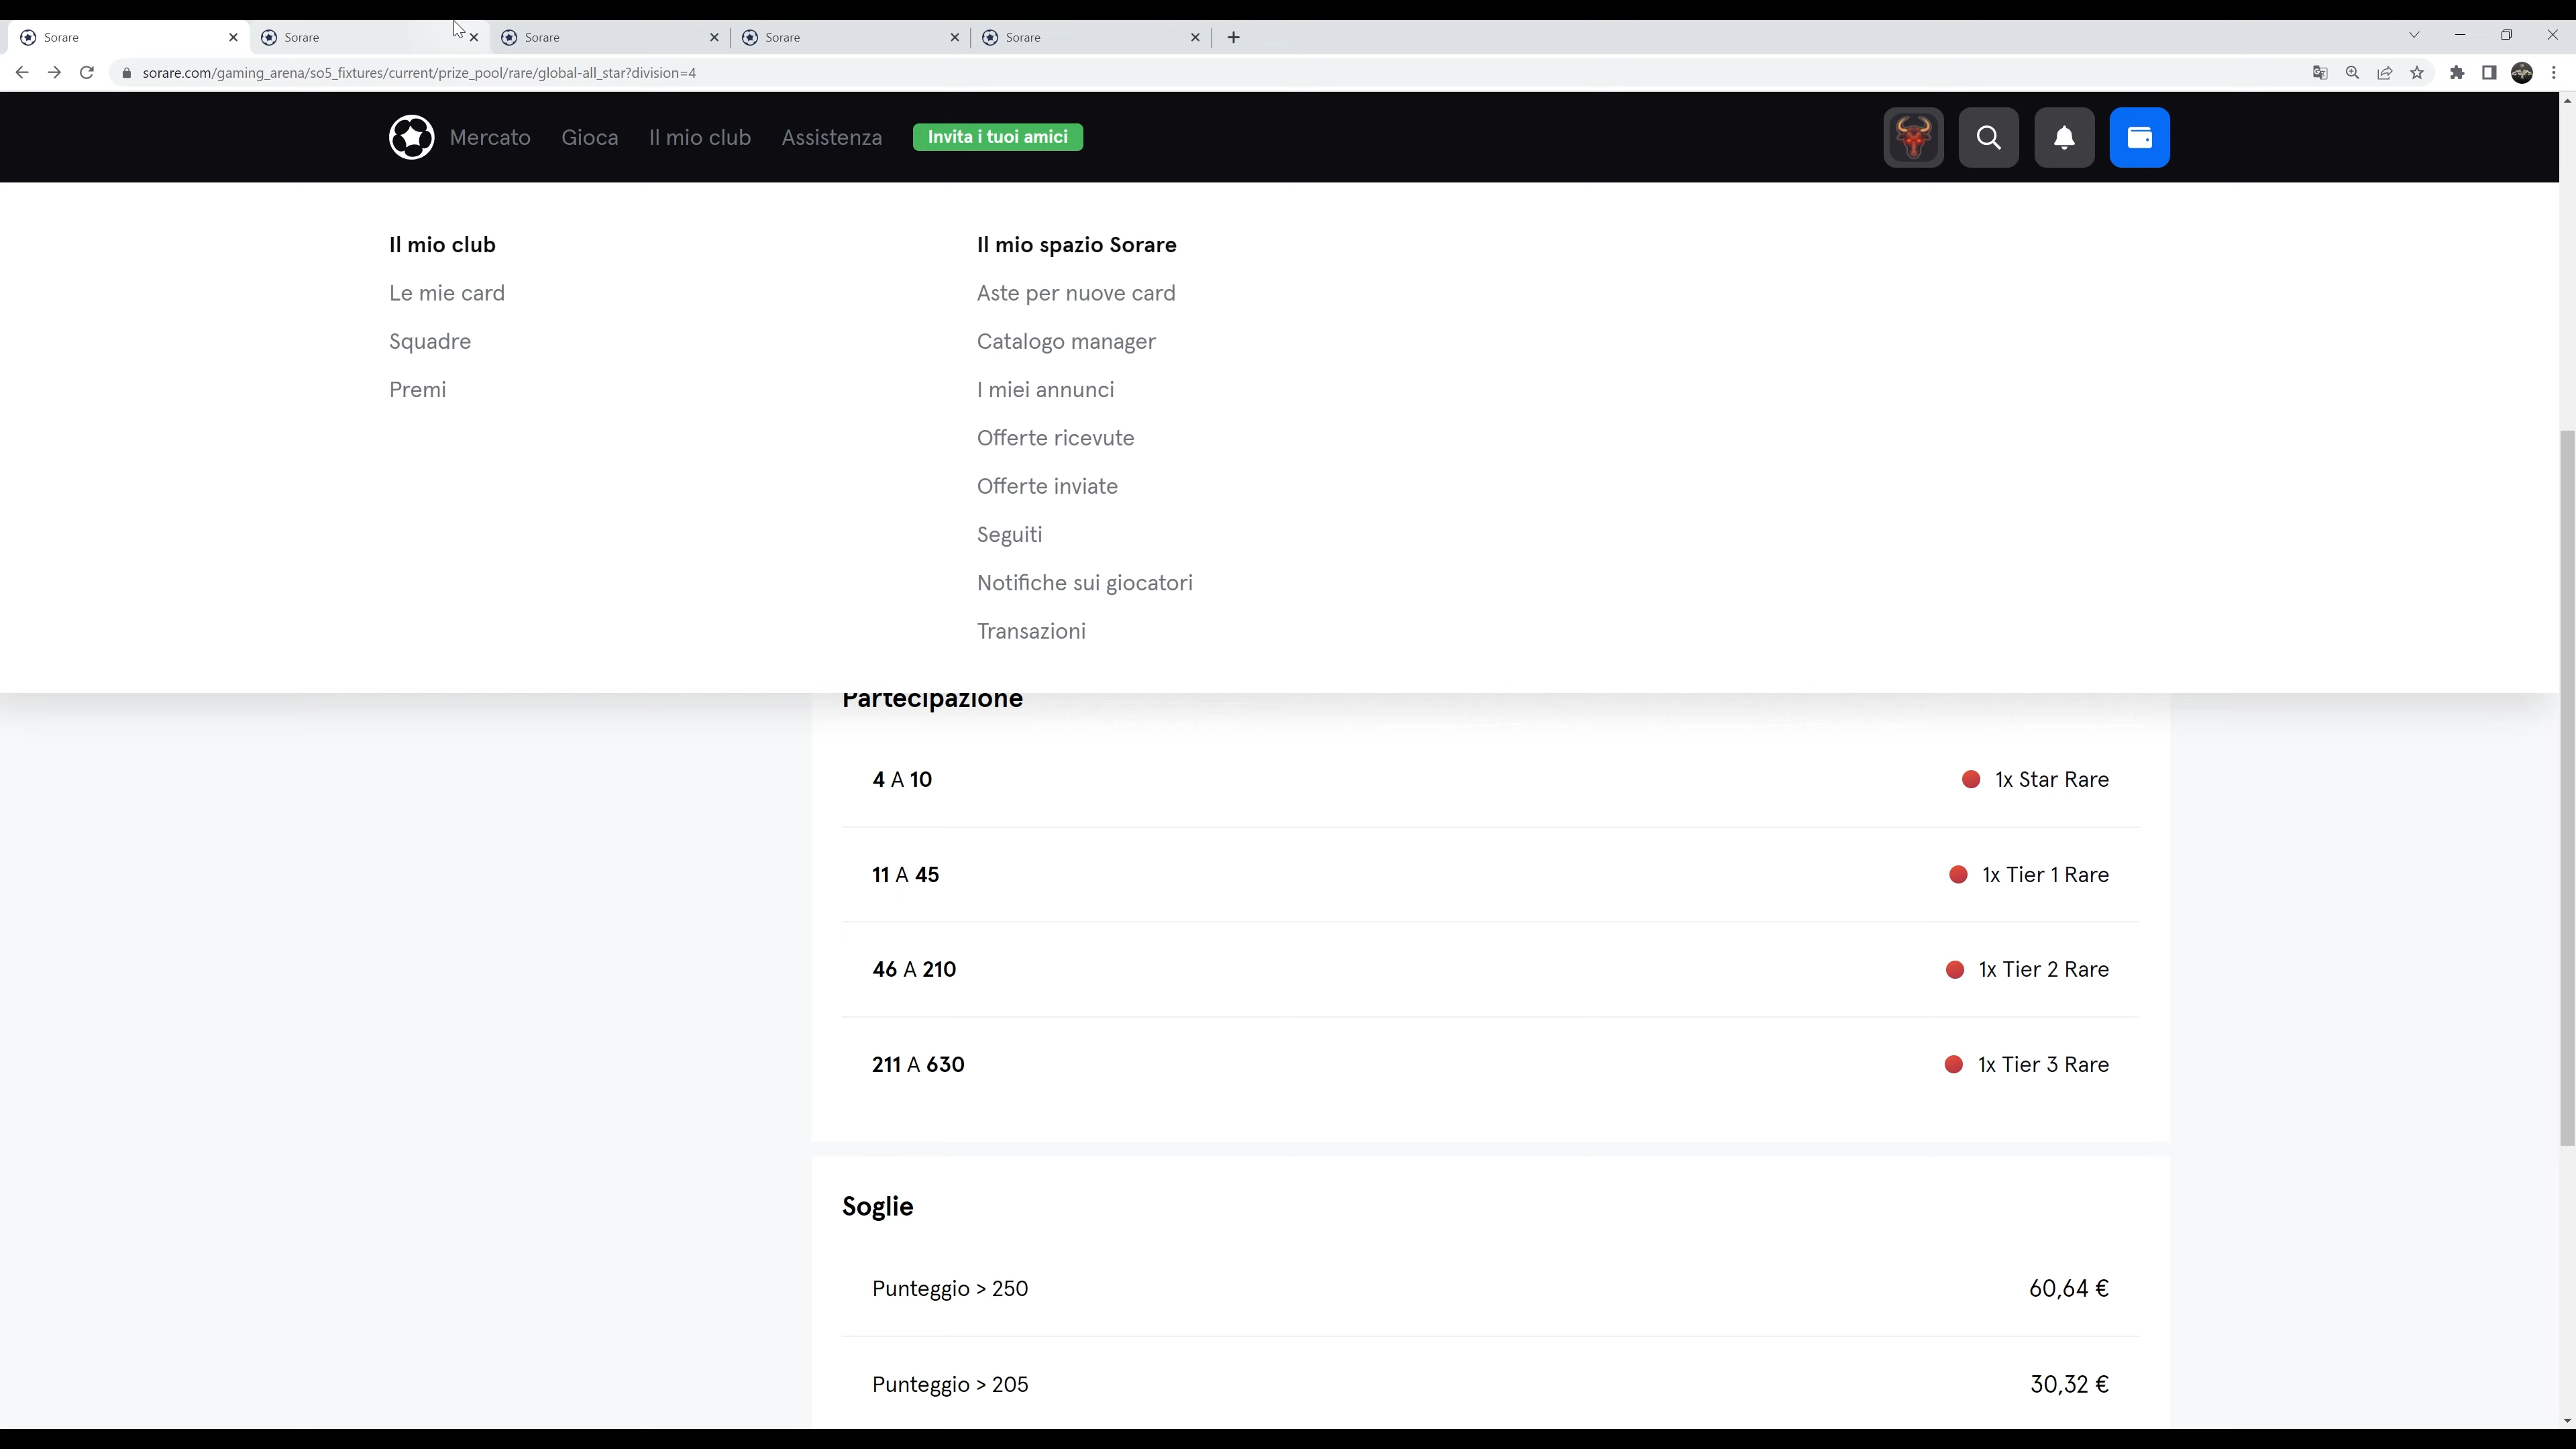 Sorare
Sorare
Sorare
Sorare
Sorare
sorare.com/gaming_arena/so5_fixtures/current/prize_pool/rare/global-all_star?division=4
Mercato
Gioca
Il mio club
Assistenza
Invita i tuoi amici
Il mio club
Le mie card
Squadre
Premi
Il mio spazio Sorare
Aste per nuove card
Catalogo manager
I miei annunci
Offerte ricevute
Offerte inviate
Seguiti
Notifiche sui giocatori
Transazioni
Partecipazione
4 A 10
1x Star Rare
11 A 45
1x Tier 1 Rare
46 A 210
1x Tier 2 Rare
211 A 630
1x Tier 3 Rare
Soglie
Punteggio > 250
60,64 €
Punteggio > 205
30,32 €